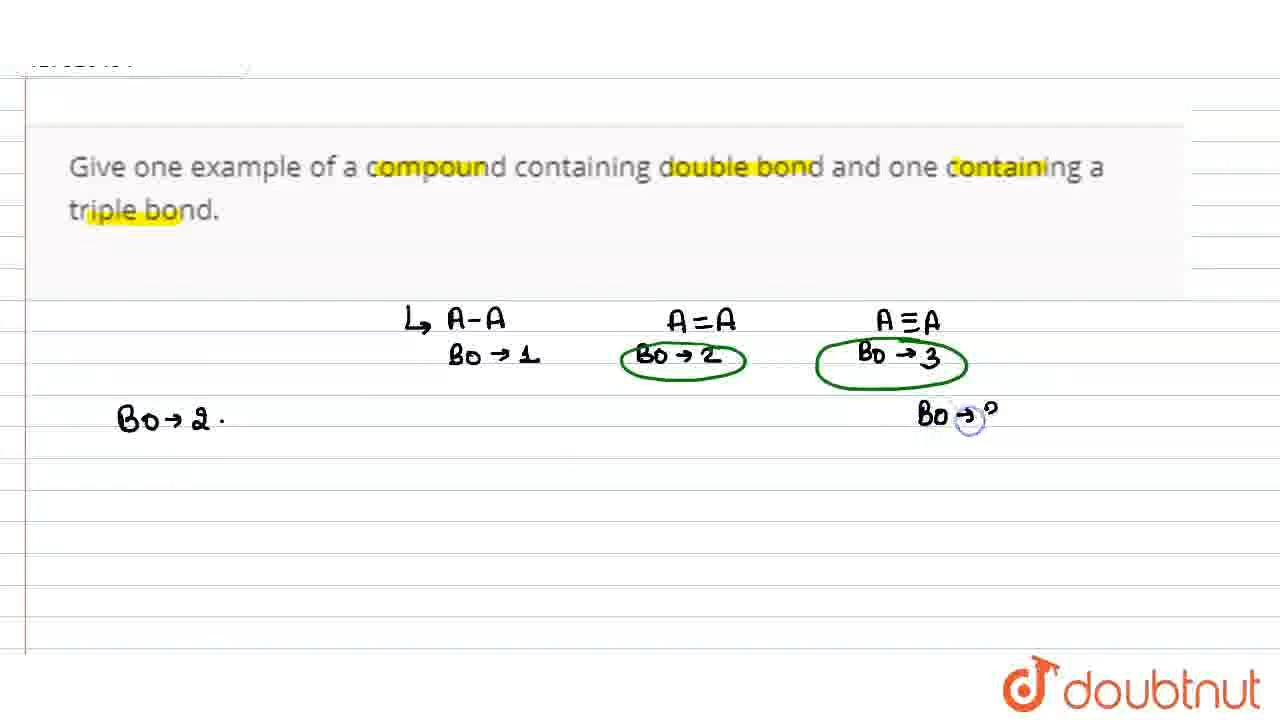 Give one example of a compound containing double bond and one containing a
triple bond.
↳ A-A A=A A≡A
BO→1 BO→2 BO→3
BO→2. BO→
doubtnut